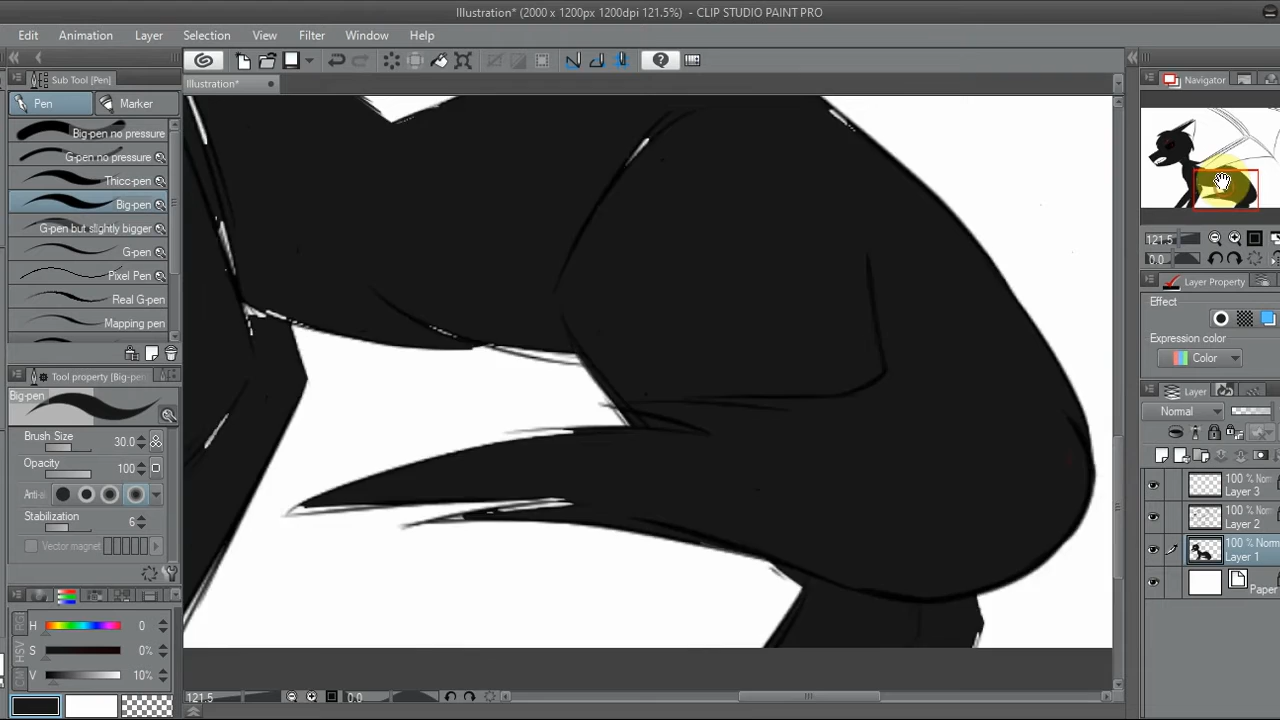 Illustration* (2000 x 1200px 1200dpi 121.5%) - CLIP STUDIO PAINT PRO
Edit Animation Layer Selection View Filter Window Help
Sub Tool [Pen]
Illustration*
Navigator
Pen Marker
Big-pen no pressure
G-pen no pressure
Thicc-pen
Big-pen
G-pen but slightly bigger
G-pen
Pixel Pen
Real G-pen
Mapping pen
121.5
0.0
Layer Property
Effect
Expression color
Color
Tool property [Big-pen
Big-pen
Layer
Normal
Brush Size 30.0
Opacity 100
Anti-a
Stabilization
6
Vector magnet
100 % Norm
Layer 3
100 % Norm
Layer 2
100 % Norm
Layer 1
Paper
H 0
S 0%
V 10%
RGB
HSV
CM
121.5 0.0